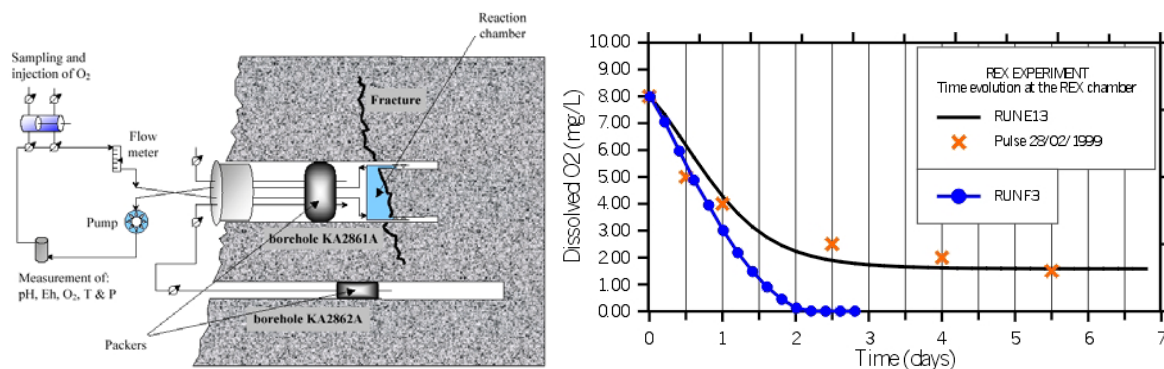 Reaction
chamber
Sampling and
injection of O₂
Fracture
Flow
meter
Pump
borehole KA2861A
Measurement of:
pH, Eh, O₂, T & P
borehole KA2862A
Packers
10.00
9.00
8.00
7.00
6.00
5.00
4.00
3.00
2.00
1.00
0.00
Dissolved O2 (mg/L)
REX EXPERIMENT
Time evolution at the REX chamber
RUNE13
Pulse 28/02/1999
RUNF3
0 1 2 3 4 5 6 7
Time (days)